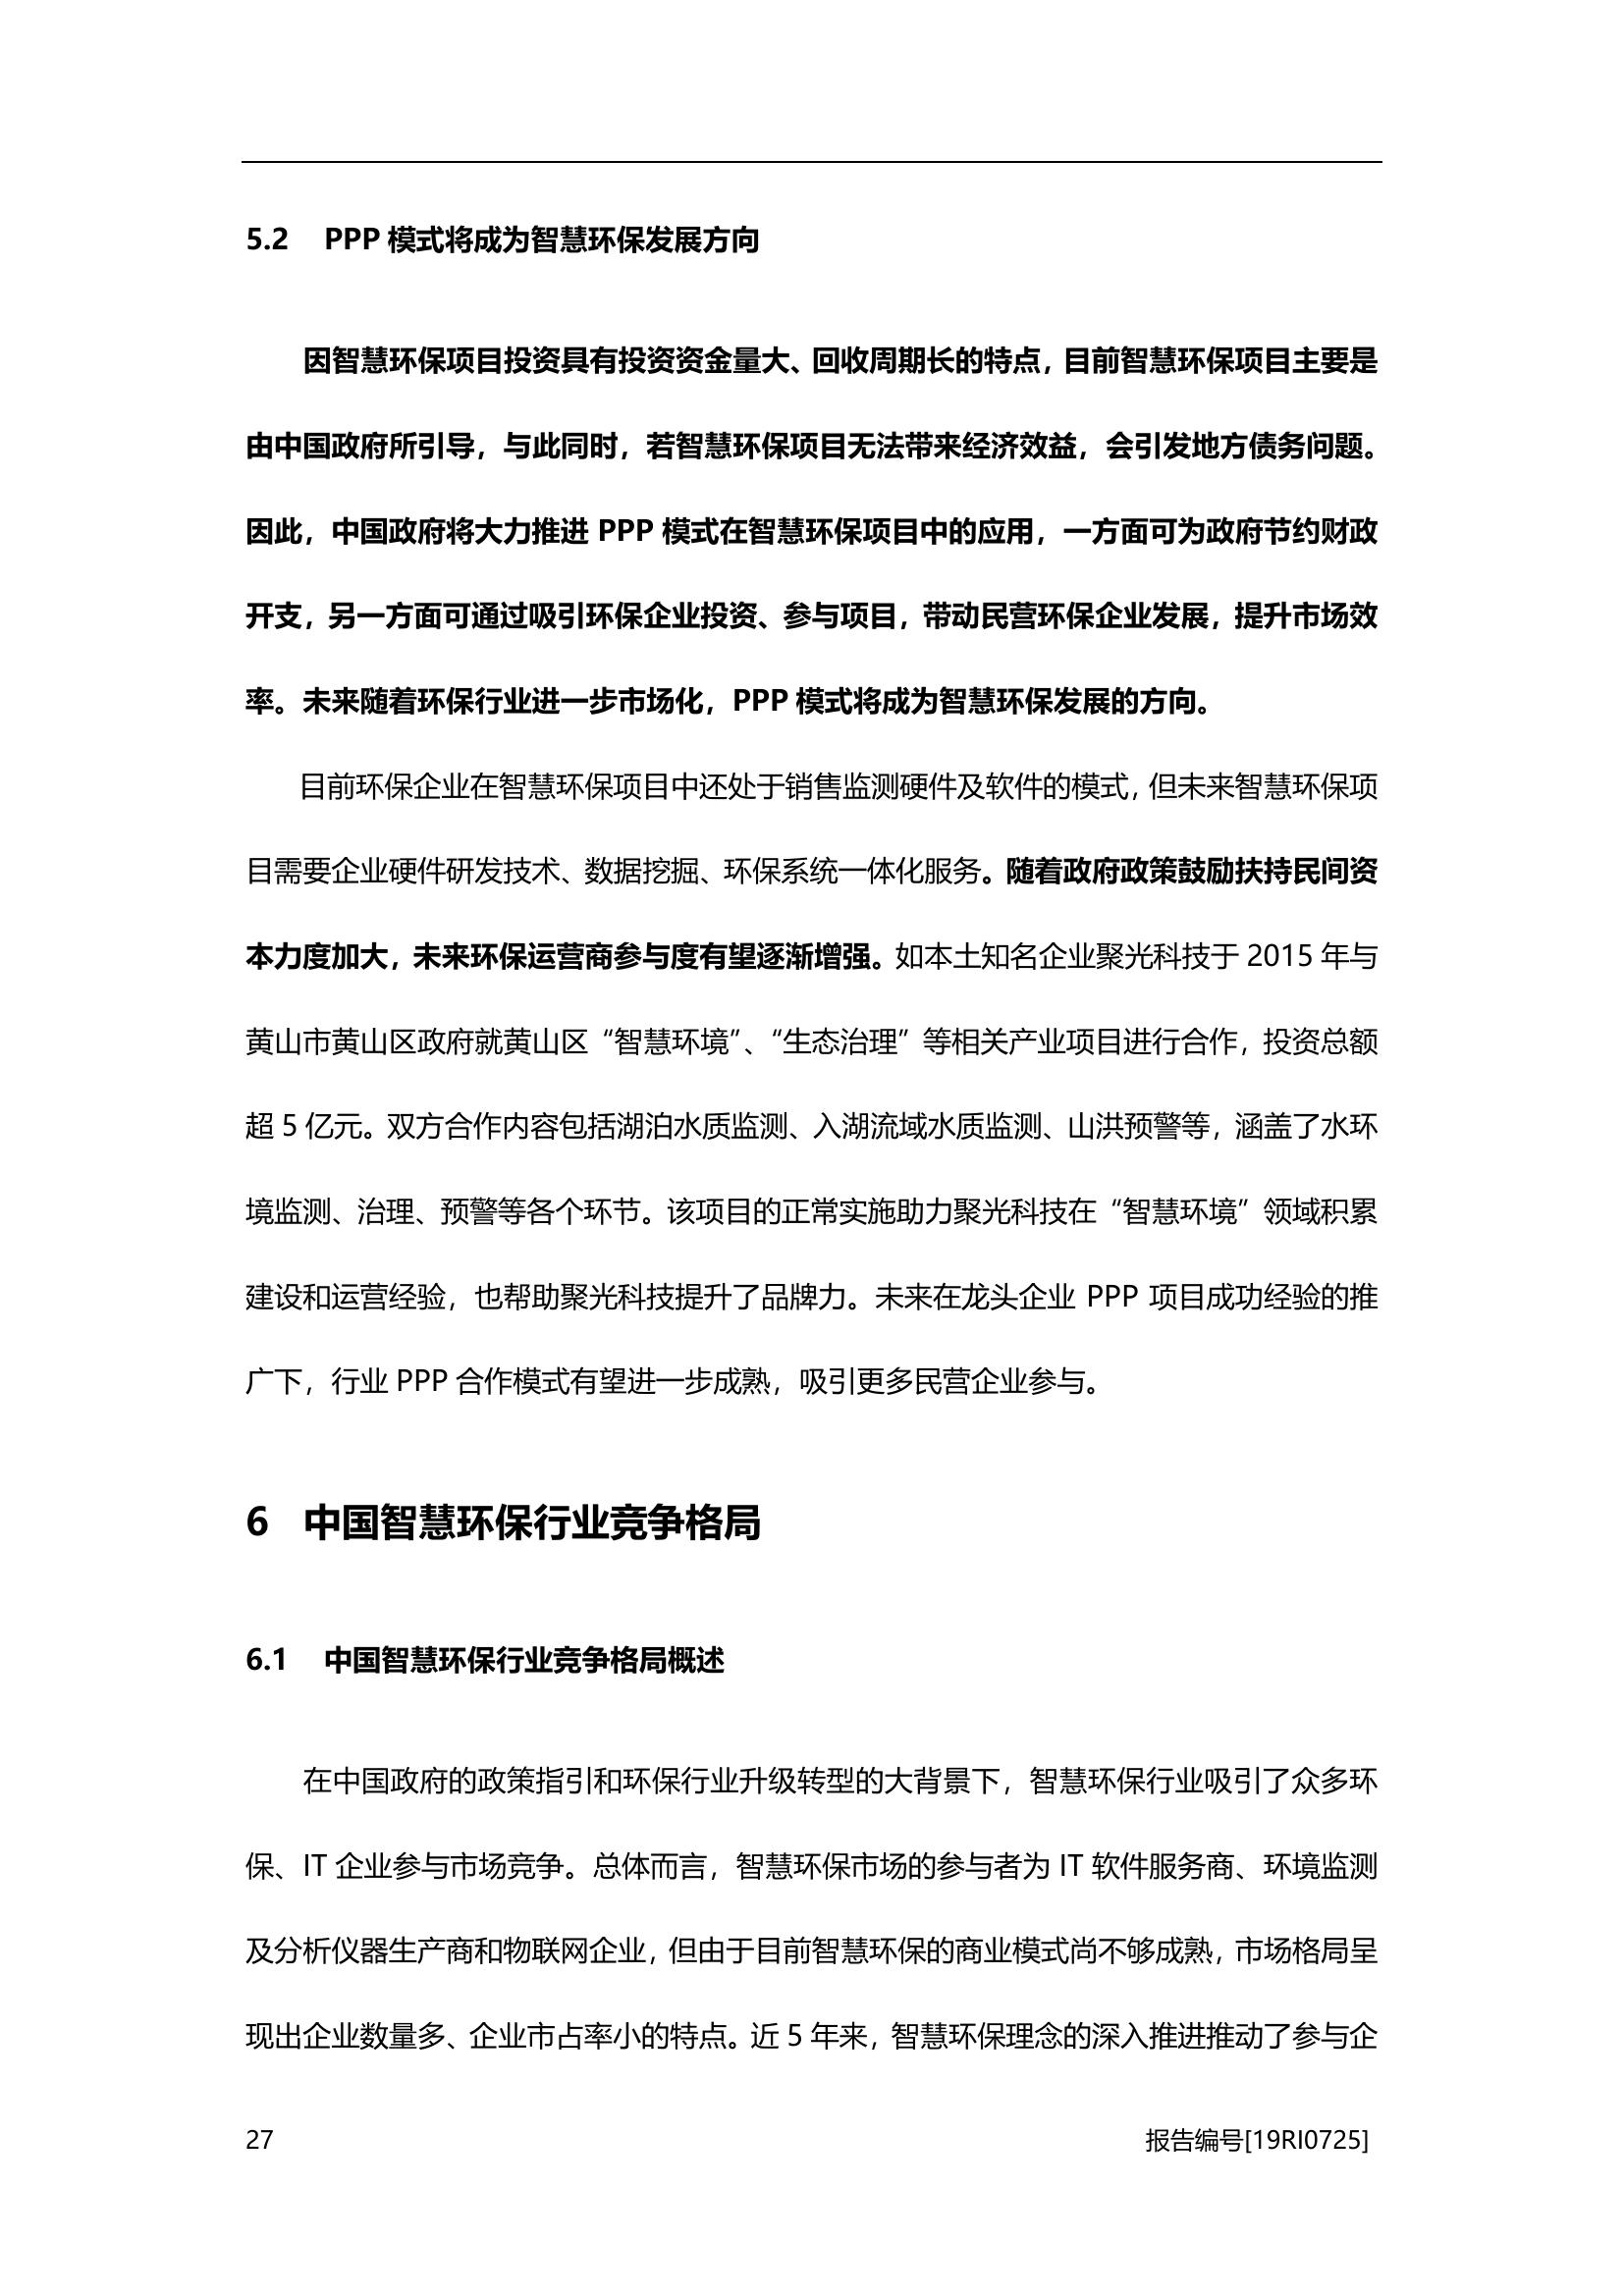 5.2 PPP 模式将成为智慧环保发展方向
因智慧环保项目投资具有投资资金量大、回收周期长的特点，目前智慧环保项目主要是
由中国政府所引导，与此同时，若智慧环保项目无法带来经济效益，会引发地方债务问题。
因此，中国政府将大力推进 PPP 模式在智慧环保项目中的应用，一方面可为政府节约财政
开支，另一方面可通过吸引环保企业投资、参与项目，带动民营环保企业发展，提升市场效
率。未来随着环保行业进一步市场化，PPP 模式将成为智慧环保发展的方向。
目前环保企业在智慧环保项目中还处于销售监测硬件及软件的模式，但未来智慧环保项
目需要企业硬件研发技术、数据挖掘、环保系统一体化服务。随着政府政策鼓励扶持民间资
本力度加大，未来环保运营商参与度有望逐渐增强。如本土知名企业聚光科技于 2015 年与
黄山市黄山区政府就黄山区“智慧环境”、“生态治理”等相关产业项目进行合作，投资总额
超 5 亿元。双方合作内容包括湖泊水质监测、入湖流域水质监测、山洪预警等，涵盖了水环
境监测、治理、预警等各个环节。该项目的正常实施助力聚光科技在“智慧环境”领域积累
建设和运营经验，也帮助聚光科技提升了品牌力。未来在龙头企业 PPP 项目成功经验的推
广下，行业 PPP 合作模式有望进一步成熟，吸引更多民营企业参与。
6 中国智慧环保行业竞争格局
6.1 中国智慧环保行业竞争格局概述
在中国政府的政策指引和环保行业升级转型的大背景下，智慧环保行业吸引了众多环
保、IT 企业参与市场竞争。总体而言，智慧环保市场的参与者为 IT 软件服务商、环境监测
及分析仪器生产商和物联网企业，但由于目前智慧环保的商业模式尚不够成熟，市场格局呈
现出企业数量多、企业市占率小的特点。近 5 年来，智慧环保理念的深入推进推动了参与企
27 报告编号[19RI0725]